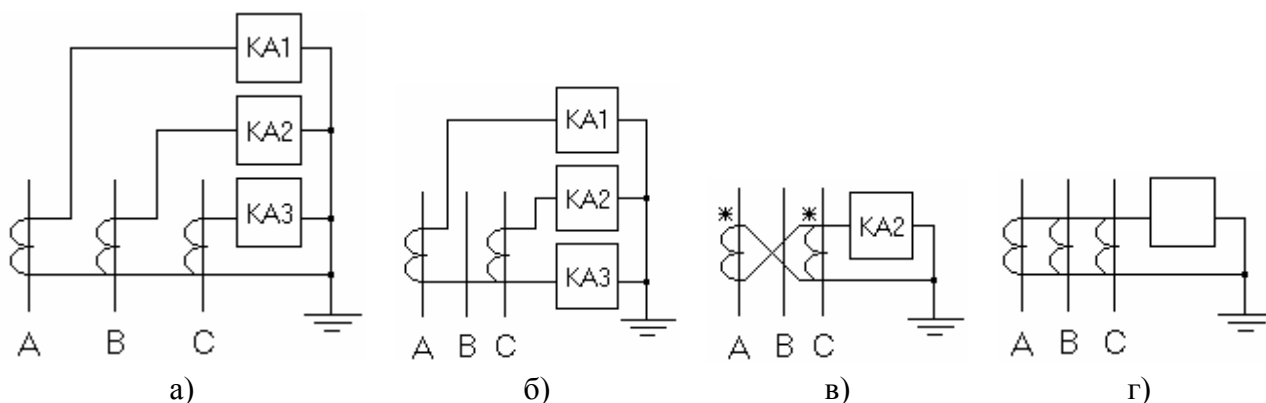 KA1
KA2
KA3
A B C
а)
KA1
KA2
KA3
A B C
б)
* *
KA2
A B C
в)
A B C
г)